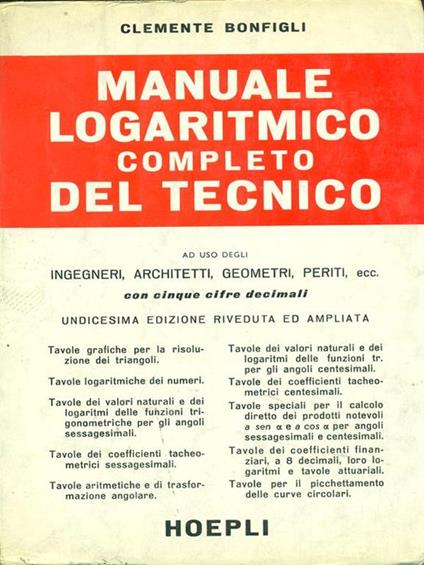 CLEMENTE BONFIGLI
MANUALE
LOGARITMICO
COMPLETO
DEL TECNICO
AD USO DEGLI
INGEGNERI, ARCHITETTI, GEOMETRI, PERITI, ecc.
con cinque cifre decimali
UNDICESIMA EDIZIONE RIVEDUTA ED AMPLIATA
Tavole grafiche per la risolu-
zione dei triangoli.
Tavole logaritmiche dei numeri.
Tavole dei valori naturali e dei
logaritmi delle funzioni tri-
gonometriche per gli angoli
sessagesimali.
Tavole dei coefficienti tacheo-
metrici sessagesimali.
Tavole aritmetiche e di trasfor-
mazione angolare.
Tavole dei valori naturali e dei
logaritmi delle funzioni tr.
per gli angoli centesimali.
Tavole dei coefficienti tacheo-
metrici centesimali.
Tavole speciali per il calcolo
diretto dei prodotti notevoli
a sen α e a cos α per angoli
sessagesimali e centesimali.
Tavole dei coefficienti finan-
ziari, a 8 decimali, loro lo-
garitmi e tavole attuariali.
Tavole per il picchettamento
delle curve circolari.
HOEPLI